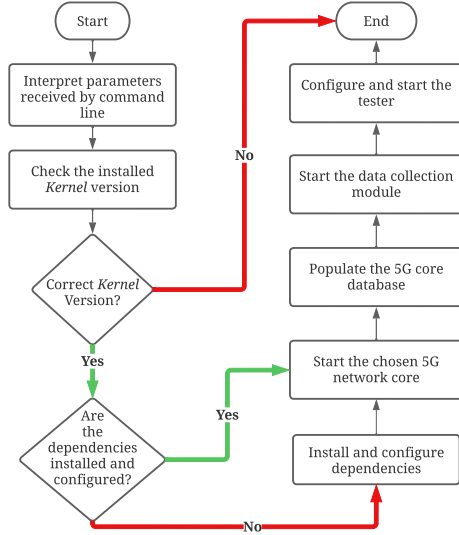 Start
Interpret parameters
received by command
line
Check the installed
Kernel version
Correct Kernel
Version?
Yes
Are
the
dependencies
installed and
configured?
No
Yes
No
End
Configure and start the
tester
Start the data collection
module
Populate the 5G core
database
Start the chosen 5G
network core
Install and configure
dependencies